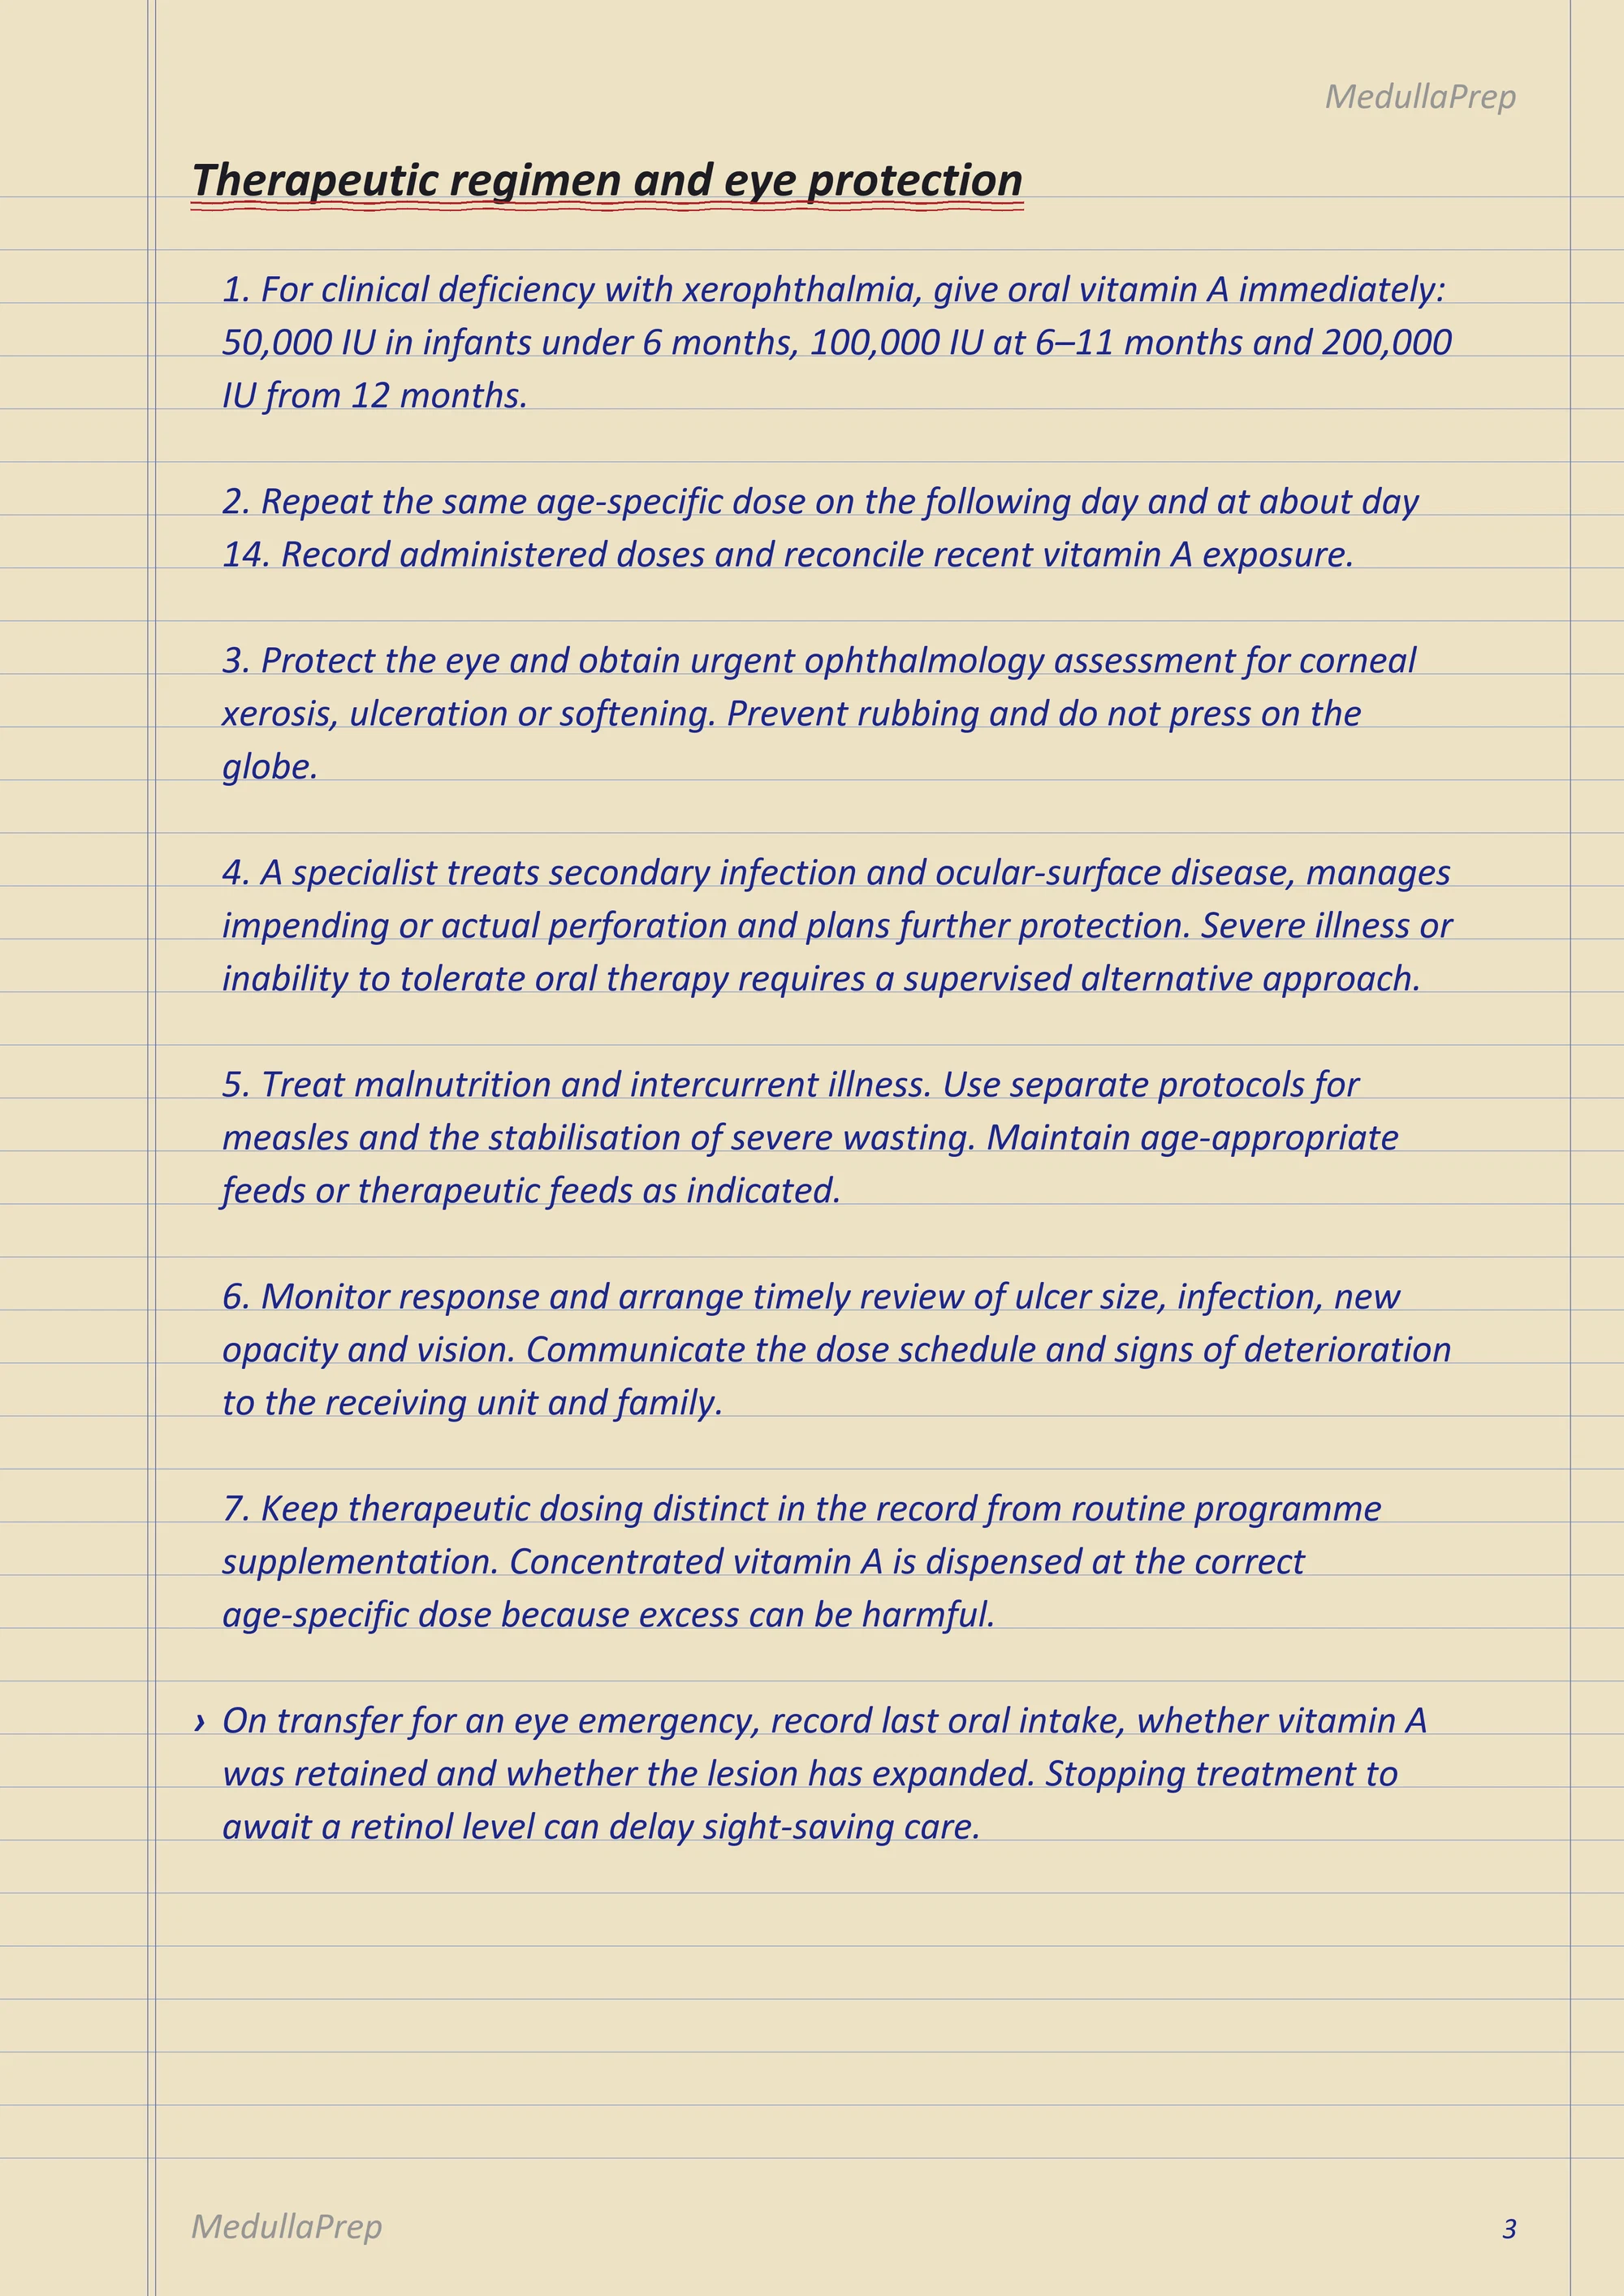 MedullaPrep
Therapeutic regimen and eye protection
1. For clinical deficiency with xerophthalmia, give oral vitamin A immediately:
50,000 IU in infants under 6 months, 100,000 IU at 6–11 months and 200,000
IU from 12 months.
2. Repeat the same age-specific dose on the following day and at about day
14. Record administered doses and reconcile recent vitamin A exposure.
3. Protect the eye and obtain urgent ophthalmology assessment for corneal
xerosis, ulceration or softening. Prevent rubbing and do not press on the
globe.
4. A specialist treats secondary infection and ocular-surface disease, manages
impending or actual perforation and plans further protection. Severe illness or
inability to tolerate oral therapy requires a supervised alternative approach.
5. Treat malnutrition and intercurrent illness. Use separate protocols for
measles and the stabilisation of severe wasting. Maintain age-appropriate
feeds or therapeutic feeds as indicated.
6. Monitor response and arrange timely review of ulcer size, infection, new
opacity and vision. Communicate the dose schedule and signs of deterioration
to the receiving unit and family.
7. Keep therapeutic dosing distinct in the record from routine programme
supplementation. Concentrated vitamin A is dispensed at the correct
age-specific dose because excess can be harmful.
› On transfer for an eye emergency, record last oral intake, whether vitamin A
was retained and whether the lesion has expanded. Stopping treatment to
await a retinol level can delay sight-saving care.
MedullaPrep
3